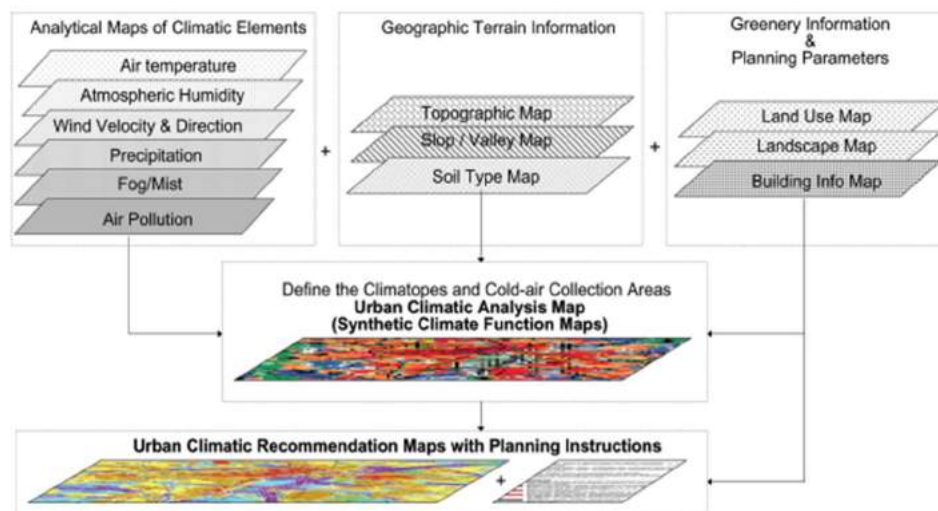 Analytical Maps of Climatic Elements
Air temperature
Atmospheric Humidity
Wind Velocity & Direction
Precipitation
Fog/Mist
Air Pollution
+
Geographic Terrain Information
Topographic Map
Slop / Valley Map
Soil Type Map
+
Greenery Information
&
Planning Parameters
Land Use Map
Landscape Map
Building Info Map
Define the Climatopes and Cold-air Collection Areas
Urban Climatic Analysis Map
(Synthetic Climate Function Maps)
Urban Climatic Recommendation Maps with Planning Instructions
+